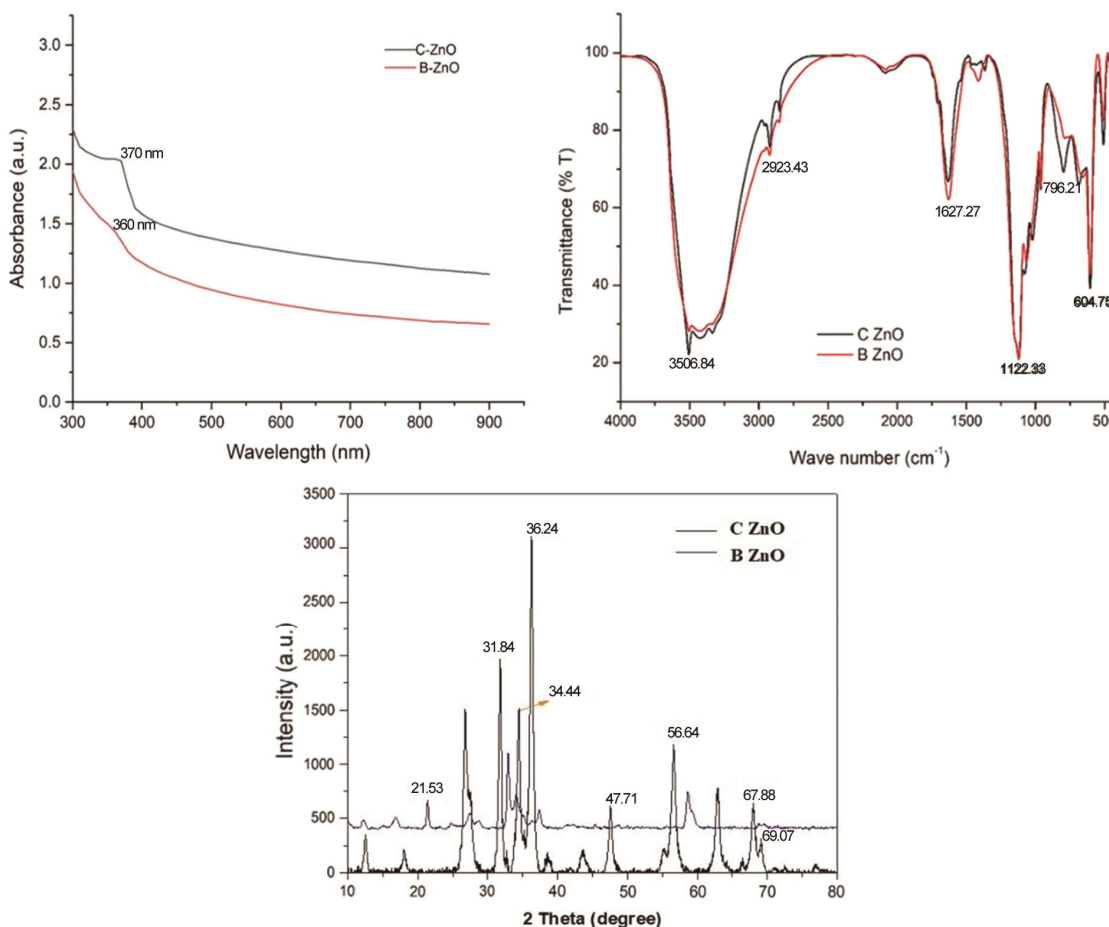 3.0
2.5
2.0
1.5
1.0
0.5
0.0
Absorbance (a.u.)
C-ZnO
B-ZnO
370 nm
360 nm
300 400 500 600 700 800 900
Wavelength (nm)
100
80
60
40
20
Transmittance (% T)
2923.43
1627.27
796.21
604.75
3506.84
1122.33
C ZnO
B ZnO
4000 3500 3000 2500 2000 1500 1000 500
Wave number (cm-1)
3500
3000
2500
2000
1500
1000
500
0
Intensity (a.u.)
C ZnO
B ZnO
36.24
31.84
34.44
56.64
21.53
47.71
67.88
69.07
10 20 30 40 50 60 70 80
2 Theta (degree)